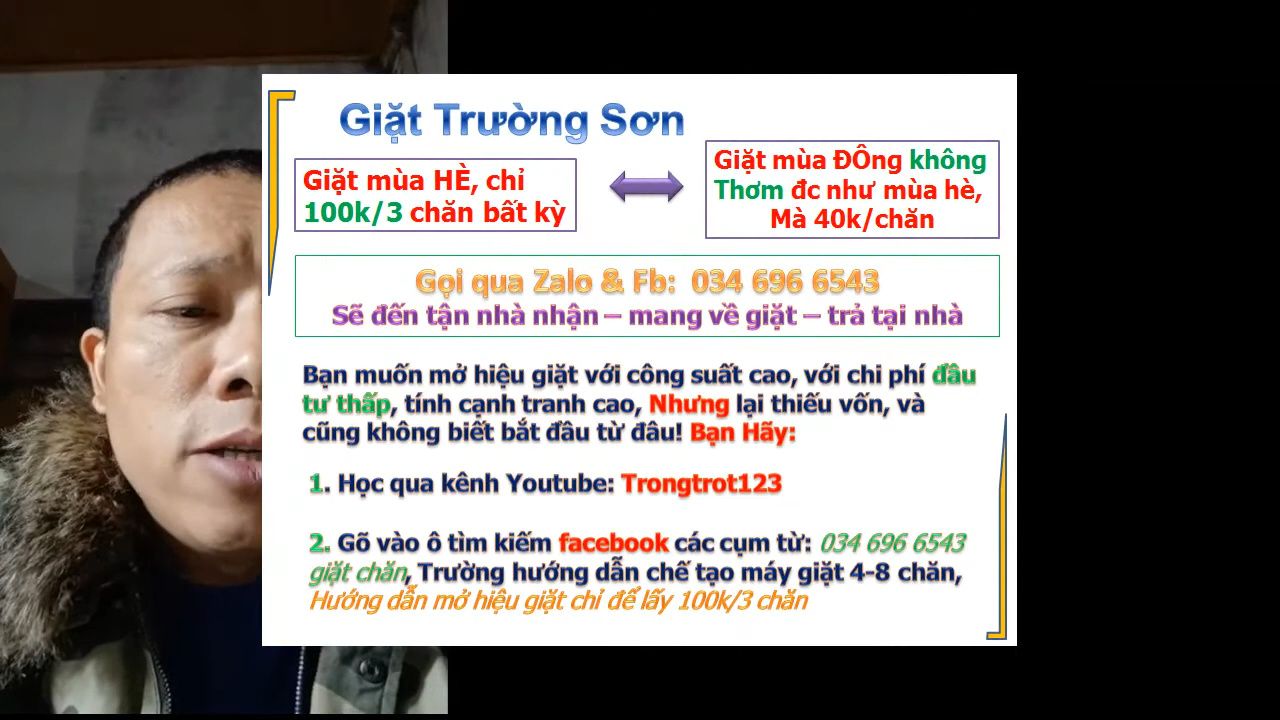 Giặt Trường Sơn
Giặt mùa HÈ, chỉ
100k/3 chăn bất kỳ
Giặt mùa ĐÔng không
Thơm đc như mùa hè,
Mà 40k/chăn
Gọi qua Zalo & Fb: 034 696 6543
Sẽ đến tận nhà nhận – mang về giặt – trả tại nhà
Bạn muốn mở hiệu giặt với công suất cao, với chi phí đầu
tư thấp, tính cạnh tranh cao, Nhưng lại thiếu vốn, và
cũng không biết bắt đầu từ đâu! Bạn Hãy:
1. Học qua kênh Youtube: Trongtrot123
2. Gõ vào ô tìm kiếm facebook các cụm từ: 034 696 6543
giặt chăn, Trường hướng dẫn chế tạo máy giặt 4-8 chăn,
Hướng dẫn mở hiệu giặt chỉ để lấy 100k/3 chăn